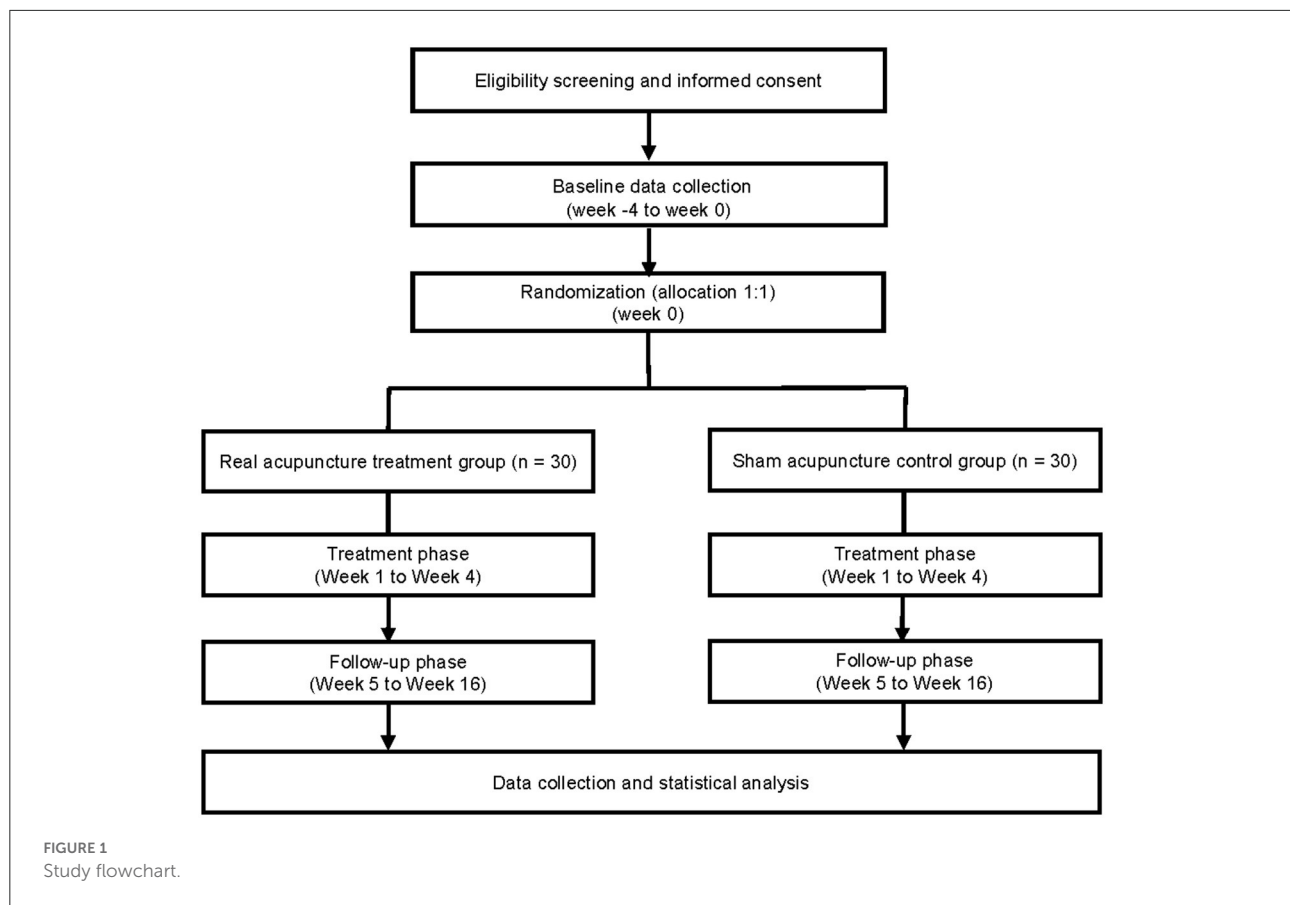 Eligibility screening and informed consent
Baseline data collection
(week -4 to week 0)
Randomization (allocation 1:1)
(week 0)
Real acupuncture treatment group (n = 30)
Sham acupuncture control group (n = 30)
Treatment phase
(Week 1 to Week 4)
Treatment phase
(Week 1 to Week 4)
Follow-up phase
(Week 5 to Week 16)
Follow-up phase
(Week 5 to Week 16)
Data collection and statistical analysis
FIGURE 1
Study flowchart.